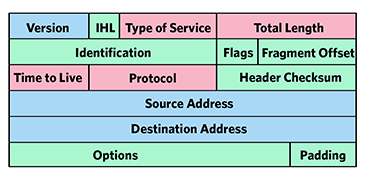 Version IHL Type of Service Total Length
Identification Flags Fragment Offset
Time to Live Protocol Header Checksum
Source Address
Destination Address
Options Padding